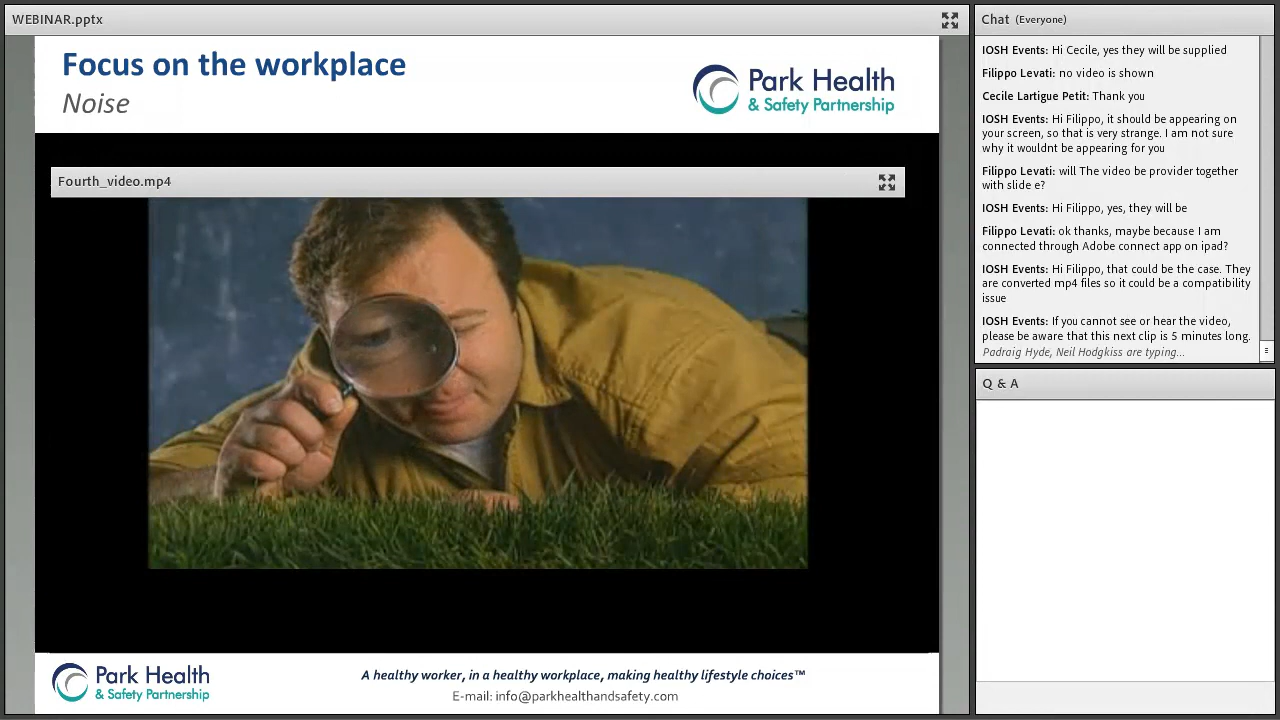 WEBINAR.pptx
Focus on the workplace
Noise
Park Health
& Safety Partnership
Fourth_video.mp4
Park Health
& Safety Partnership
A healthy worker, in a healthy workplace, making healthy lifestyle choices™
E-mail: info@parkhealthandsafety.com
Chat (Everyone)
IOSH Events: Hi Cecile, yes they will be supplied
Filippo Levati: no video is shown
Cecile Lartigue Petit: Thank you
IOSH Events: Hi Filippo, it should be appearing on
your screen, so that is very strange. I am not sure
why it wouldnt be appearing for you
Filippo Levati: will The video be provider together
with slide e?
IOSH Events: Hi Filippo, yes, they will be
Filippo Levati: ok thanks, maybe because I am
connected through Adobe connect app on ipad?
IOSH Events: Hi Filippo, that could be the case. They
are converted mp4 files so it could be a compatibility
issue
IOSH Events: If you cannot see or hear the video,
please be aware that this next clip is 5 minutes long.
Padraig Hyde, Neil Hodgkiss are typing...
Q & A